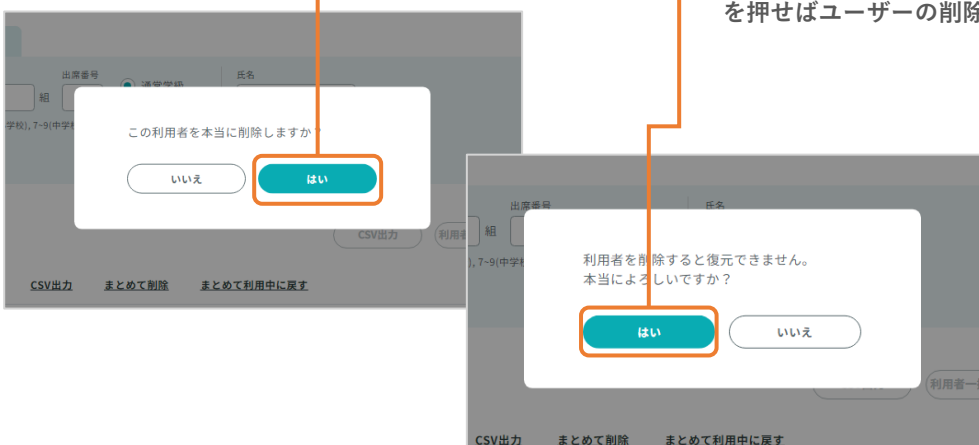 を押せばユーザーの削除
出席番号
通常学級
氏名
組
学校), 7~9(中学校
この利用者を本当に削除しますか?
いいえ
はい
CSV出力
利用者
CSV出力
まとめて削除
まとめて利用中に戻す
出席番号
氏名
組
), 7~9(中学校
利用者を削除すると復元できません。
本当によろしいですか?
はい
いいえ
利用者一
CSV出力
まとめて削除
まとめて利用中に戻す